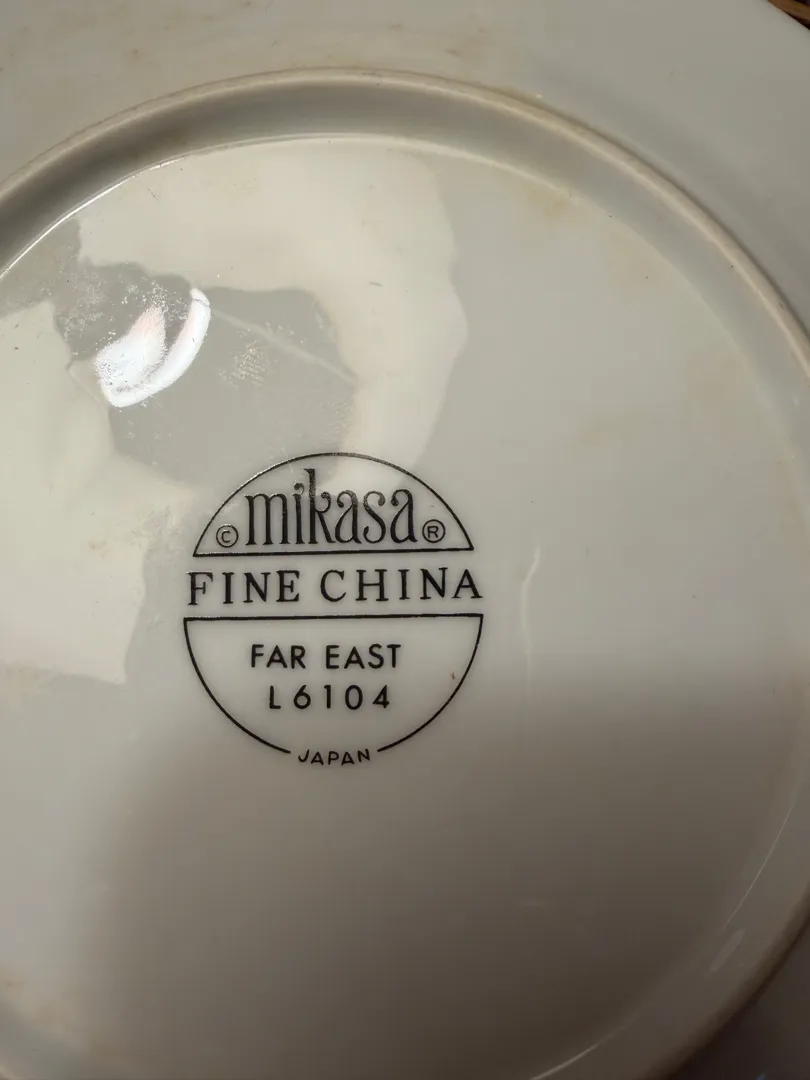 © mikasa ®
FINE CHINA
FAR EAST
L6104
JAPAN